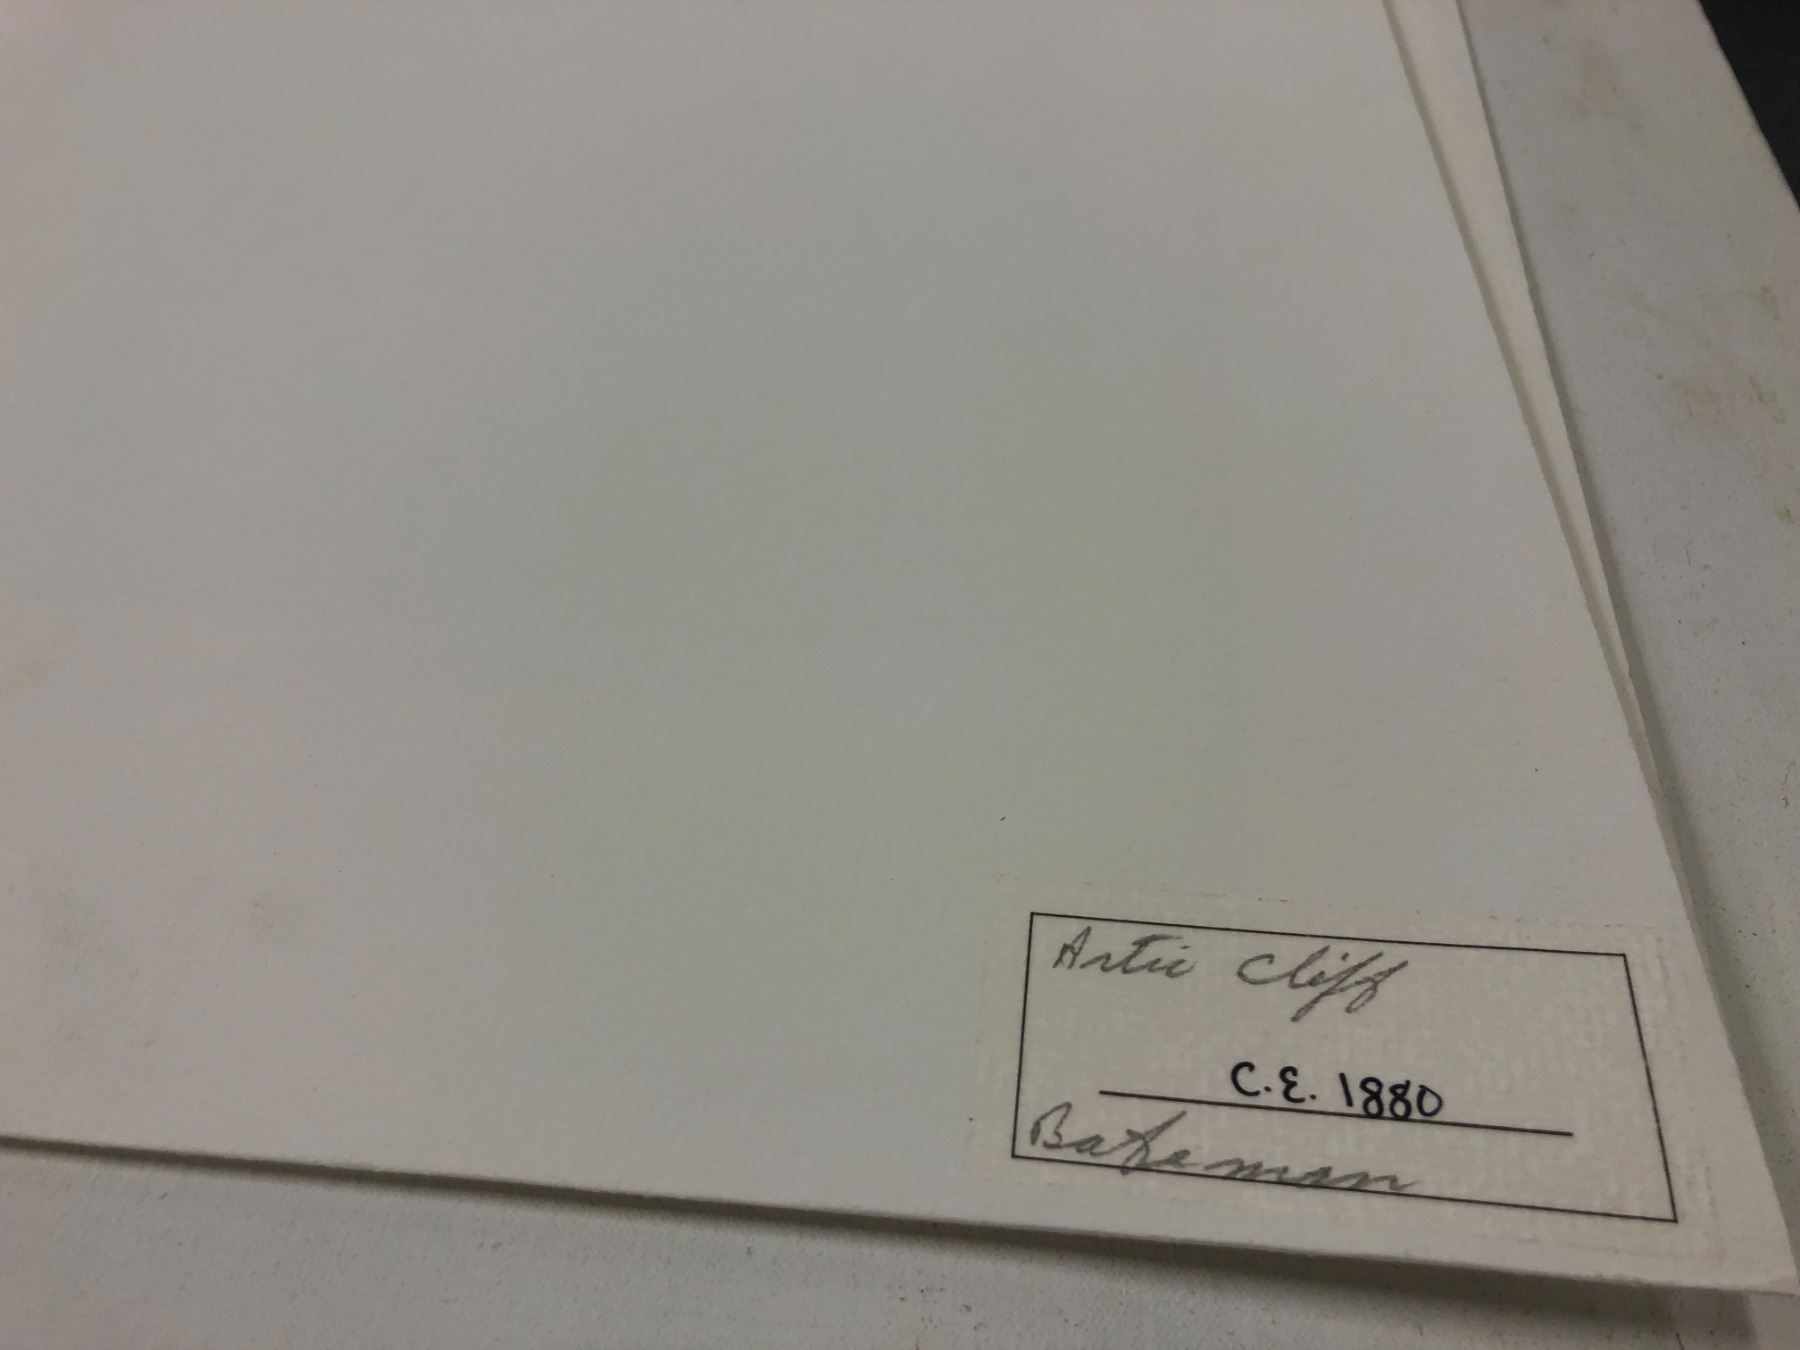 Artic Cliff
C.E. 1880
Bateman